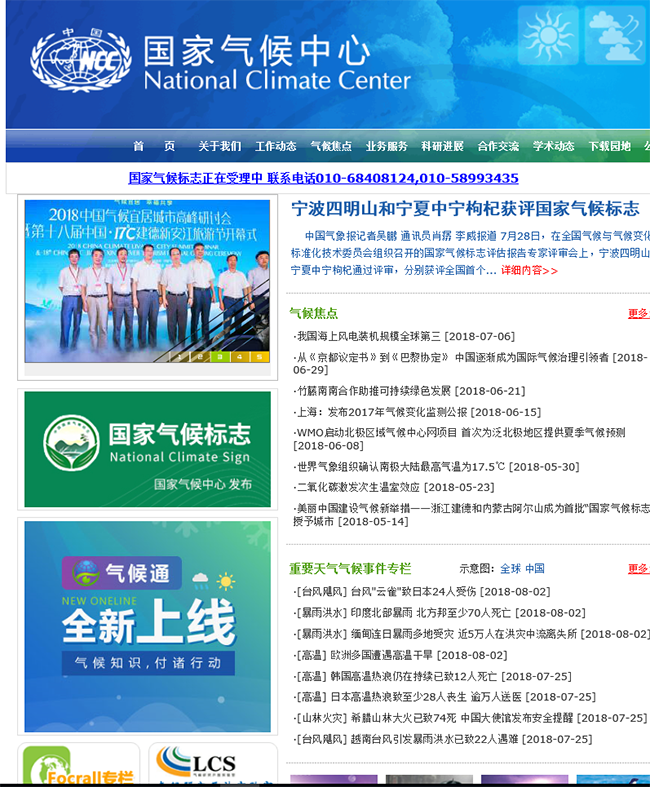 中国
NCC
国家气候中心
National Climate Center
首 页 关于我们 工作动态 气候焦点 业务服务 科研进展 合作交流 学术动态 下载园地
国家气候标志正在受理中 联系电话010-68408124,010-58993435
2018中国气候宜居城市高峰研讨会
第十八届中国·17℃建德新安江旅游节开幕式
1 2 3 4 5
宁波四明山和宁夏中宁枸杞获评国家气候标志
中国气象报记者吴鹏 通讯员肖潺 李威报道 7月28日，在全国气候与气候变化
标准化技术委员会组织召开的国家气候标志评估报告专家评审会上，宁波四明山
宁夏中宁枸杞通过评审，分别获评全国首个... 详细内容>>
气候焦点 更多
·我国海上风电装机规模全球第三 [2018-07-06]
·从《京都议定书》到《巴黎协定》 中国逐渐成为国际气候治理引领者 [2018-
06-29]
·竹藤南南合作助推可持续绿色发展 [2018-06-21]
·上海：发布2017年气候变化监测公报 [2018-06-15]
·WMO启动北极区域气候中心网项目 首次为泛北极地区提供夏季气候预测
[2018-06-08]
·世界气象组织确认南极大陆最高气温为17.5℃ [2018-05-30]
·二氧化碳激发次生温室效应 [2018-05-23]
·美丽中国建设气候新举措——浙江建德和内蒙古阿尔山成为首批"国家气候标志
授予城市 [2018-05-14]
国家气候标志
National Climate Sign
国家气候中心 发布
气候通
NEW ONELINE
全新上线
气候知识,付诸行动
重要天气气候事件专栏 示意图：全球 中国 更多
·[台风飓风] 台风"云雀"致日本24人受伤 [2018-08-02]
·[暴雨洪水] 印度北部暴雨 北方邦至少70人死亡 [2018-08-02]
·[暴雨洪水] 缅甸连日暴雨多地受灾 近5万人在洪灾中流离失所 [2018-08-02]
·[高温] 欧洲多国遭遇高温干旱 [2018-08-02]
·[高温] 韩国高温热浪仍在持续已致12人死亡 [2018-07-25]
·[高温] 日本高温热浪致至少28人丧生 逾万人送医 [2018-07-25]
·[山林火灾] 希腊山林大火已致74死 中国大使馆发布安全提醒 [2018-07-25]
·[台风飓风] 越南台风引发暴雨洪水已致22人遇难 [2018-07-25]
Focrall专栏
LCS